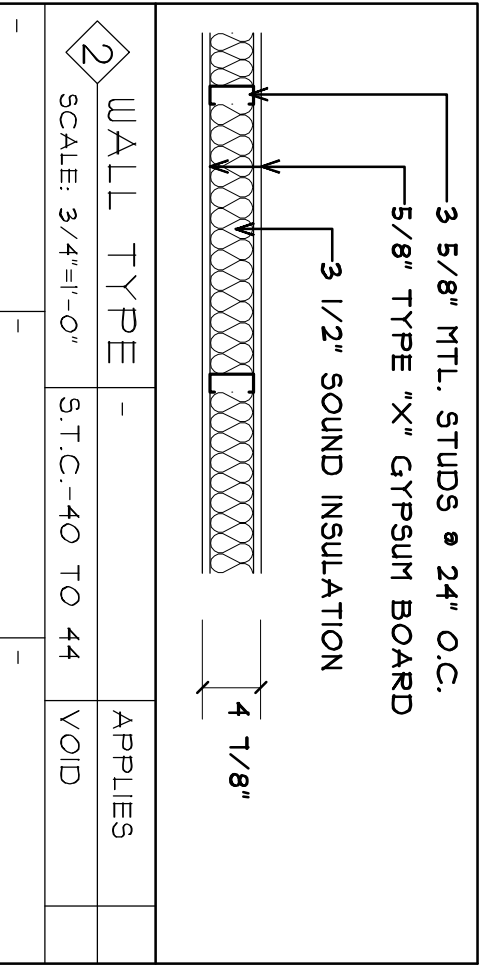 3 5/8" MTL. STUDS @ 24" O.C.
5/8" TYPE "X" GYPSUM BOARD
3 1/2" SOUND INSULATION
4 7/8"
2
WALL TYPE
-
APPLIES
SCALE: 3/4"=1'-0"
S.T.C.-40 TO 44
VOID
-
-
-